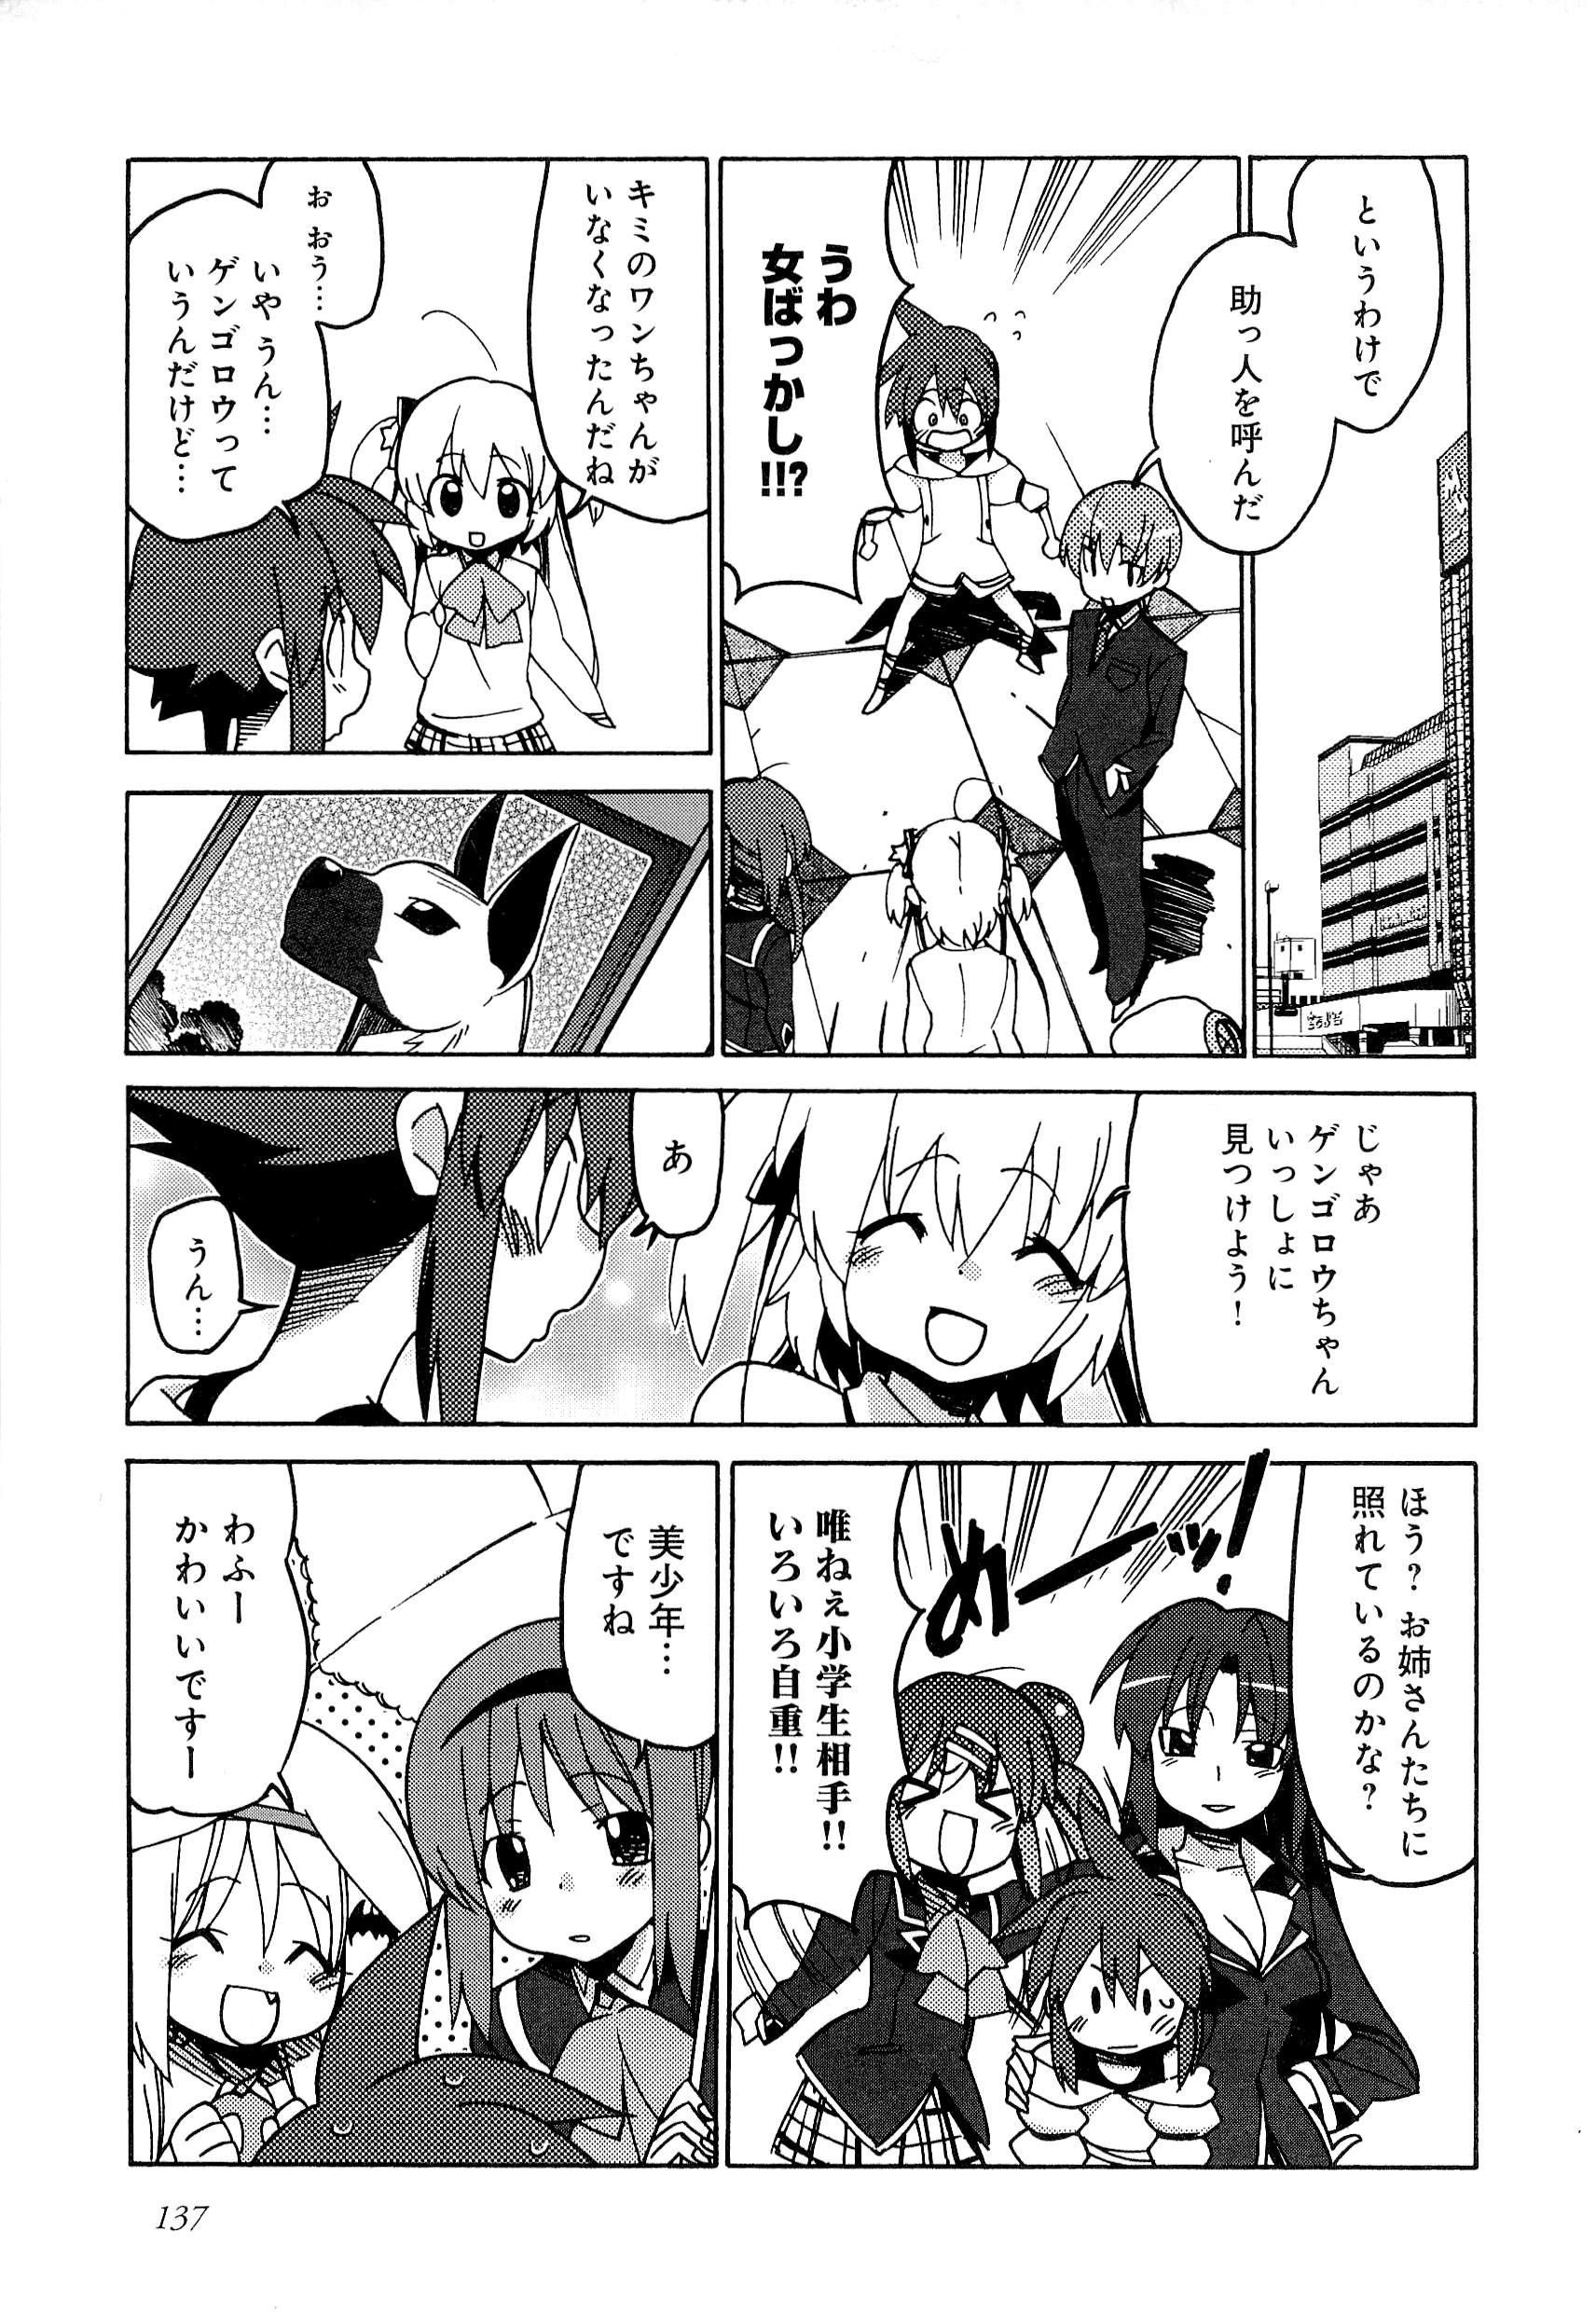 というわけで
助っ人を呼んだ
うわ
女ばっかし!!?
キミのワンちゃんが
いなくなったんだね
お おう…
いや うん…
ゲンゴロウって
いうんだけど…
じゃあ
ゲンゴロウちゃん
いっしょに
見つけよう!
あ
うん…
ほう? お姉さんたちに
照れているのかな?
めーーッ!
唯ねぇ小学生相手!!
いろいろ自重!!
美少年…
ですね
わふー
かわいいですー
137